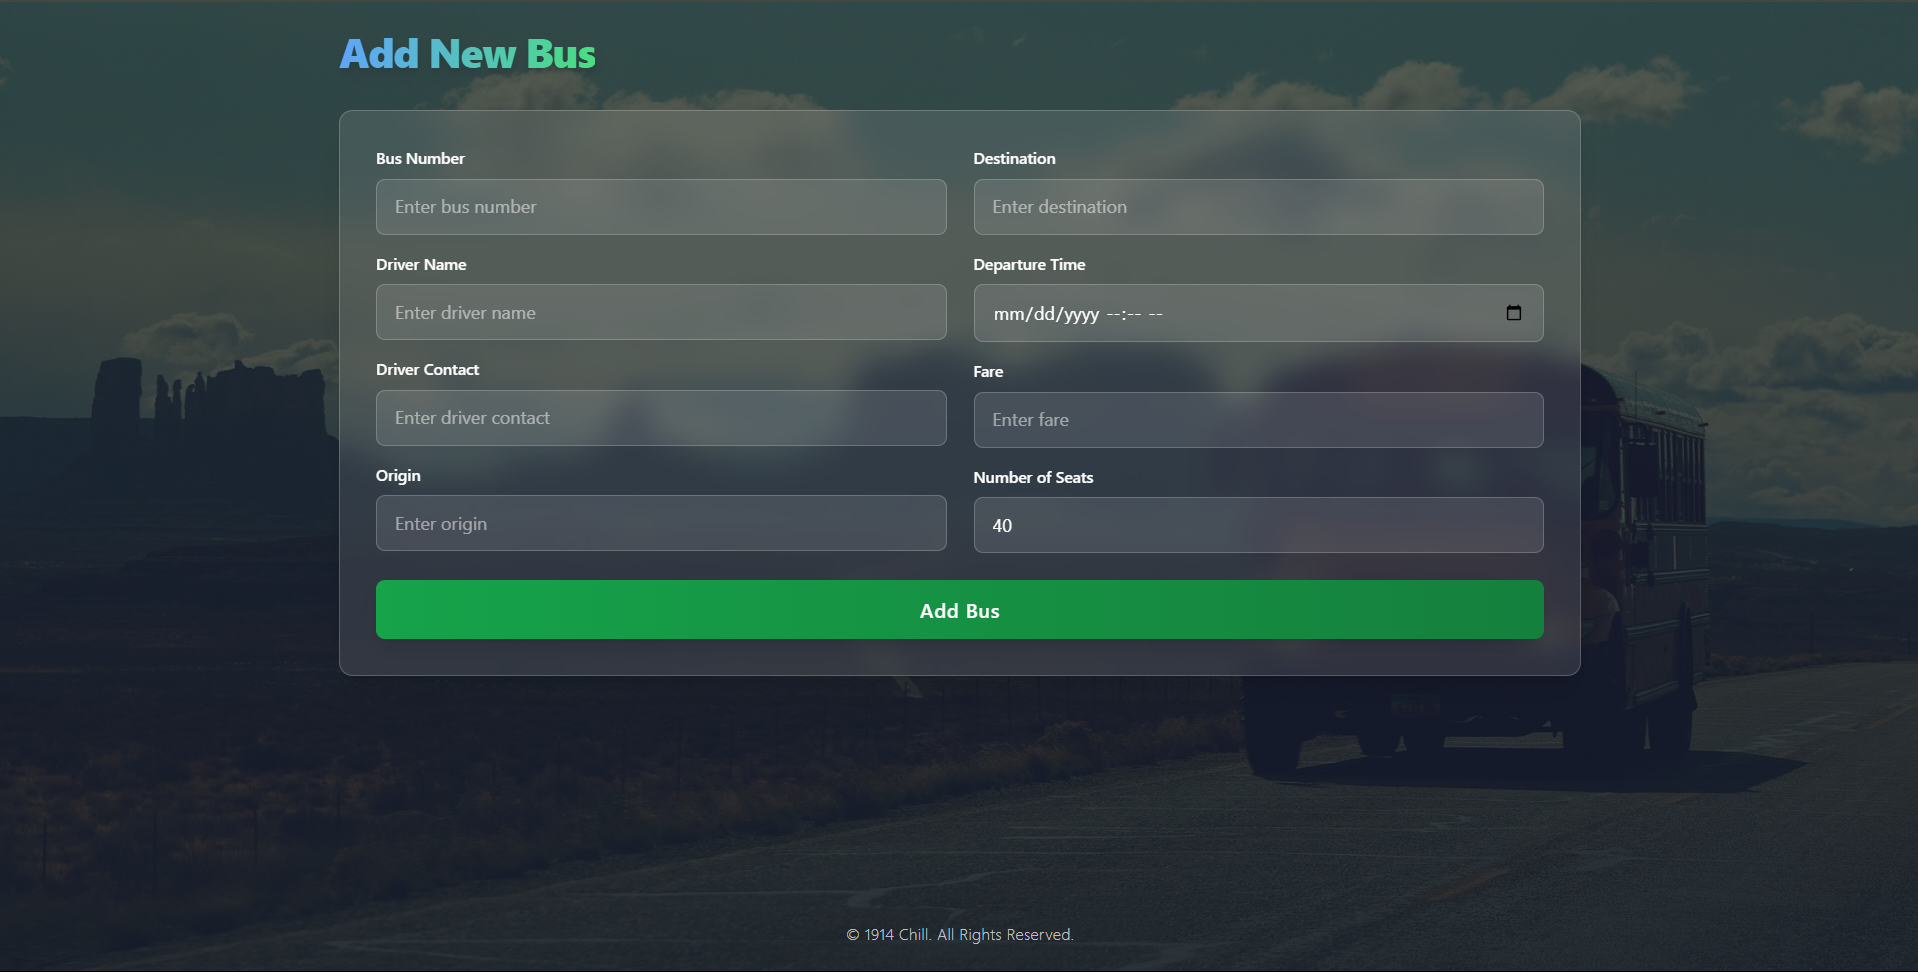 Add New Bus
Bus Number
Enter bus number
Driver Name
Enter driver name
Driver Contact
Enter driver contact
Origin
Enter origin
Destination
Enter destination
Departure Time
mm/dd/yyyy --:-- --
Fare
Enter fare
Number of Seats
40
Add Bus
© 1914 Chill. All Rights Reserved.